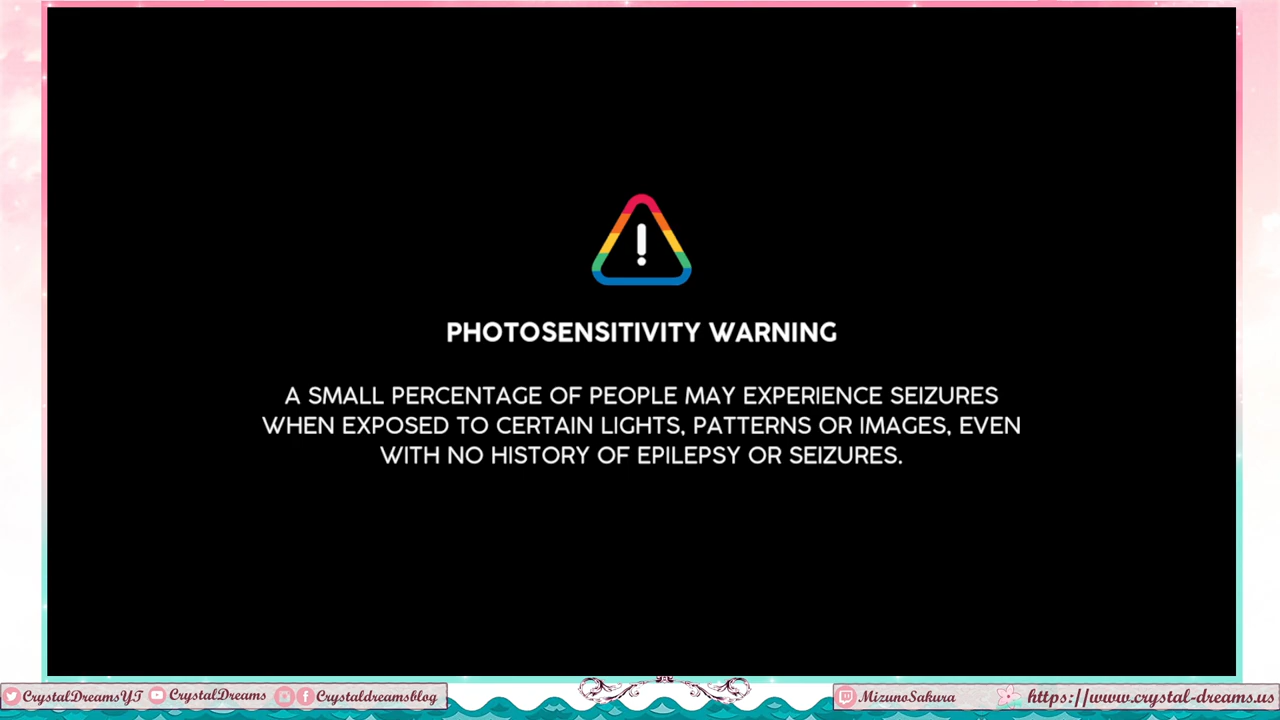 !
PHOTOSENSITIVITY WARNING
A SMALL PERCENTAGE OF PEOPLE MAY EXPERIENCE SEIZURES
WHEN EXPOSED TO CERTAIN LIGHTS, PATTERNS OR IMAGES, EVEN
WITH NO HISTORY OF EPILEPSY OR SEIZURES.
CrystalDreamsYT CrystalDreams Crystaldreamsblog MizunoSakura https://www.crystal-dreams.us